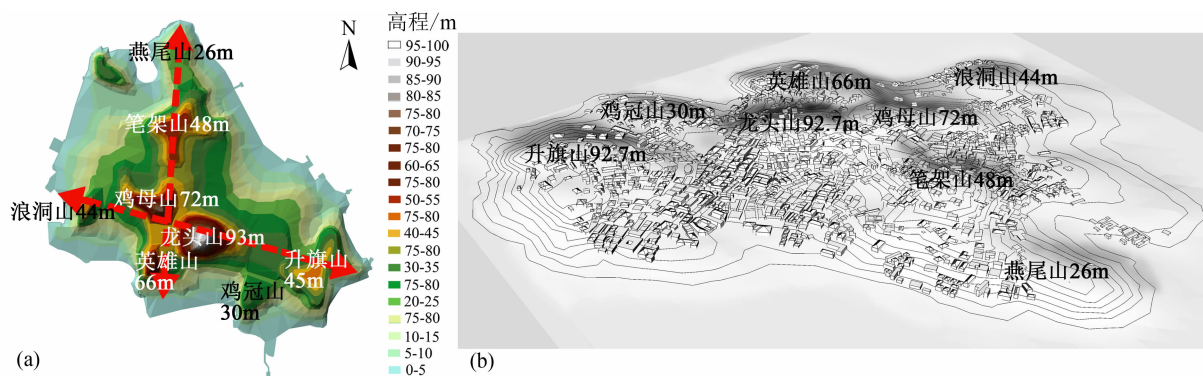 燕尾山26m
N
笔架山48m
鸡母山72m
浪洞山44m
龙头山93m
英雄山
66m
升旗山
45m
鸡冠山
30m
(a)
高程/m
95-100
90-95
85-90
80-85
75-80
70-75
75-80
60-65
75-80
50-55
75-80
40-45
75-80
30-35
75-80
20-25
75-80
10-15
5-10
0-5
英雄山66m
浪洞山44m
鸡冠山30m
龙头山92.7m
鸡母山72m
升旗山92.7m
笔架山48m
燕尾山26m
(b)